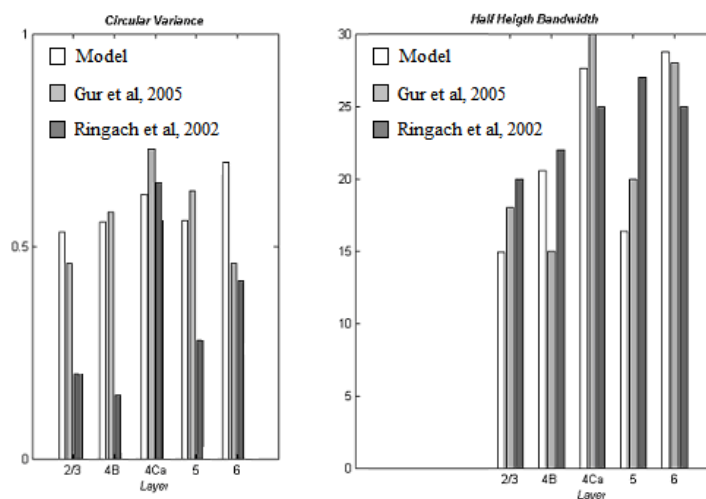 Circular Variance
1
Model
Gur et al, 2005
Ringach et al, 2002
0.5
0
2/3 4B 4Ca 5 6
Layer
Half Heigth Bandwidth
30
Model
Gur et al, 2005
25
Ringach et al, 2002
20
15
10
5
0
2/3 4B 4Ca 5 6
Layer